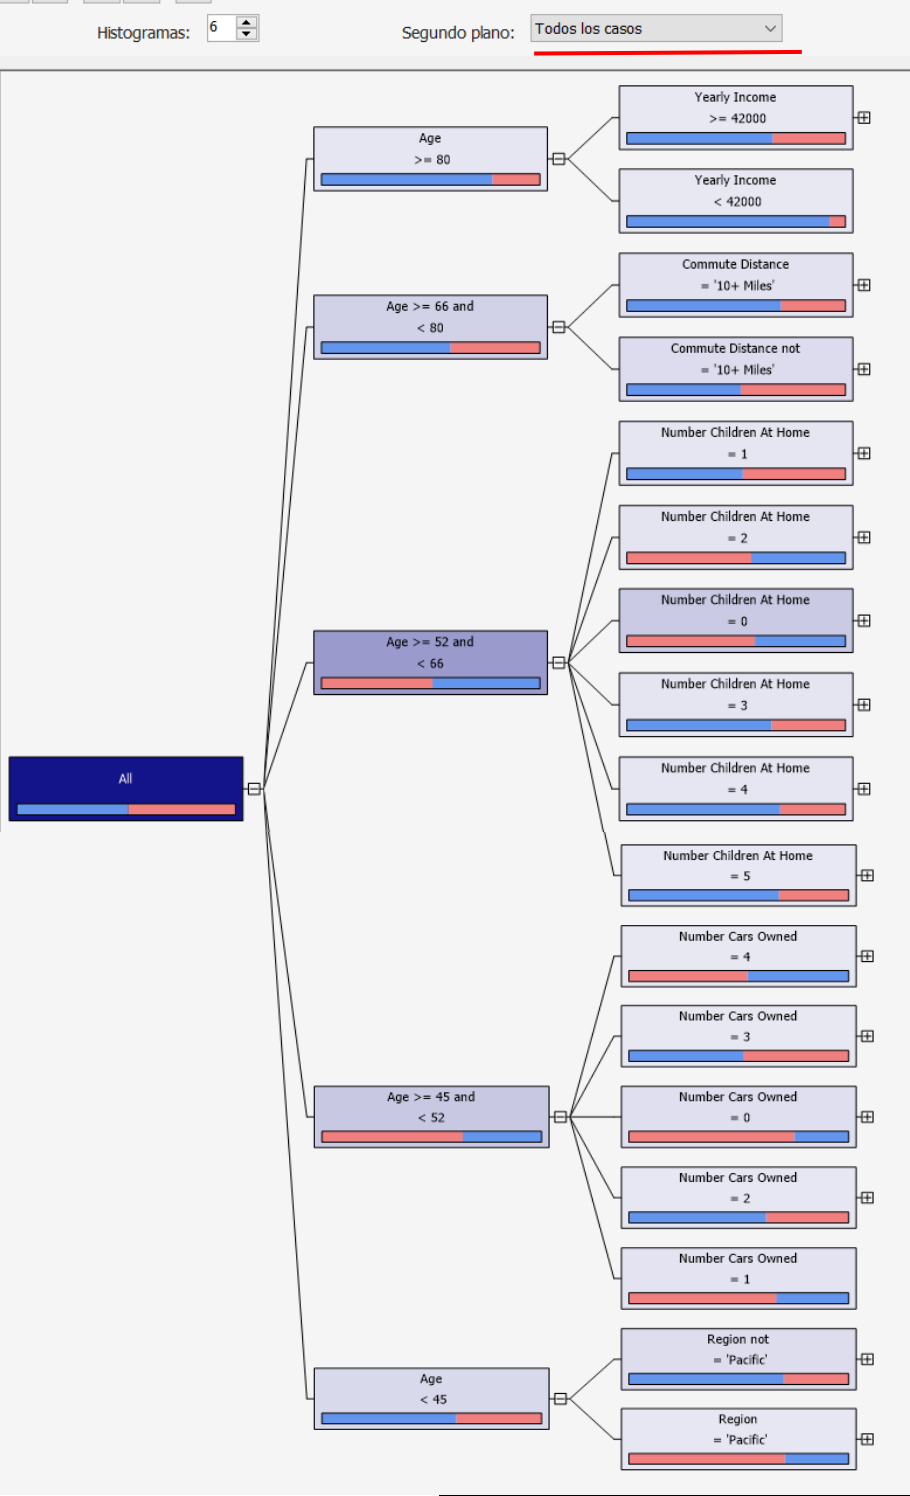 Histogramas: 6 Segundo plano: Todos los casos
Yearly Income
>= 42000
Age
>= 80
Yearly Income
< 42000
Commute Distance
= '10+ Miles'
Age >= 66 and
< 80
Commute Distance not
= '10+ Miles'
Number Children At Home
= 1
Number Children At Home
= 2
Number Children At Home
= 0
Age >= 52 and
< 66
Number Children At Home
= 3
Number Children At Home
= 4
All
Number Children At Home
= 5
Number Cars Owned
= 4
Number Cars Owned
= 3
Age >= 45 and
< 52
Number Cars Owned
= 0
Number Cars Owned
= 2
Number Cars Owned
= 1
Region not
= 'Pacific'
Age
< 45
Region
= 'Pacific'